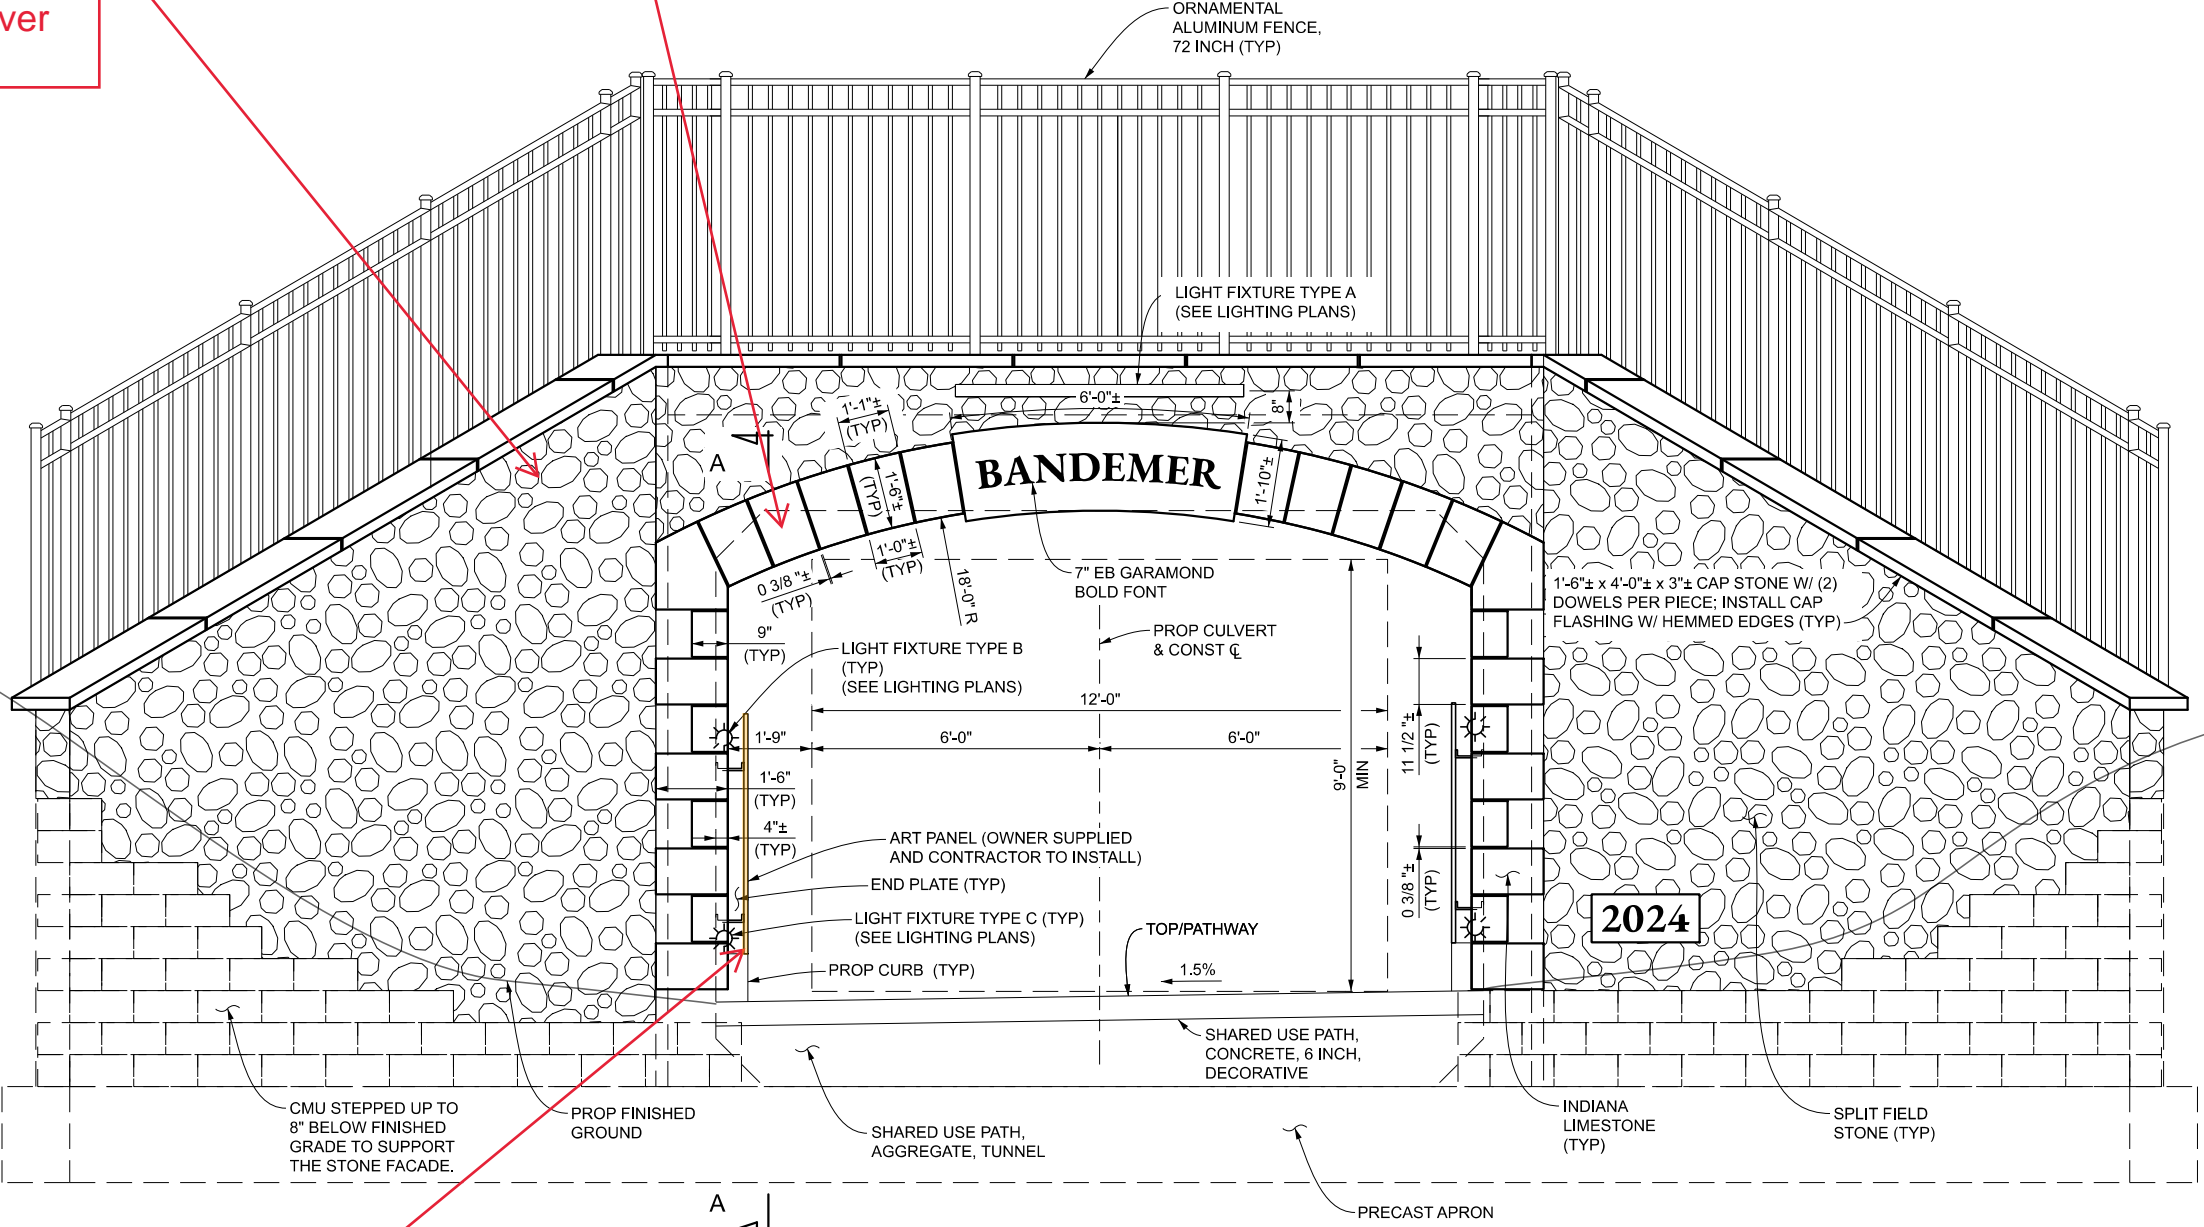 ver
ORNAMENTAL
ALUMINUM FENCE,
72 INCH (TYP)
LIGHT FIXTURE TYPE A
(SEE LIGHTING PLANS)
6'-0"±
8"
1'-1"±
(TYP)
A
BANDEMER
1'-6"±
(TYP)
1'-10"±
1'-0"±
(TYP)
0 3/8 "±
(TYP)
18'-0" R
7" EB GARAMOND
BOLD FONT
1'-6"± x 4'-0"± x 3"± CAP STONE W/ (2)
DOWELS PER PIECE; INSTALL CAP
FLASHING W/ HEMMED EDGES (TYP)
9"
(TYP)
LIGHT FIXTURE TYPE B
(TYP)
(SEE LIGHTING PLANS)
PROP CULVERT
& CONST ℄
12'-0"
1'-9"
6'-0"
6'-0"
11 1/2 "±
(TYP)
9'-0"
MIN
1'-6"
(TYP)
4"±
(TYP)
ART PANEL (OWNER SUPPLIED
AND CONTRACTOR TO INSTALL)
END PLATE (TYP)
0 3/8 "±
(TYP)
LIGHT FIXTURE TYPE C (TYP)
(SEE LIGHTING PLANS)
TOP/PATHWAY
2024
PROP CURB (TYP)
1.5%
SHARED USE PATH,
CONCRETE, 6 INCH,
DECORATIVE
CMU STEPPED UP TO
8" BELOW FINISHED
GRADE TO SUPPORT
THE STONE FACADE.
PROP FINISHED
GROUND
SHARED USE PATH,
AGGREGATE, TUNNEL
INDIANA
LIMESTONE
(TYP)
SPLIT FIELD
STONE (TYP)
A
PRECAST APRON